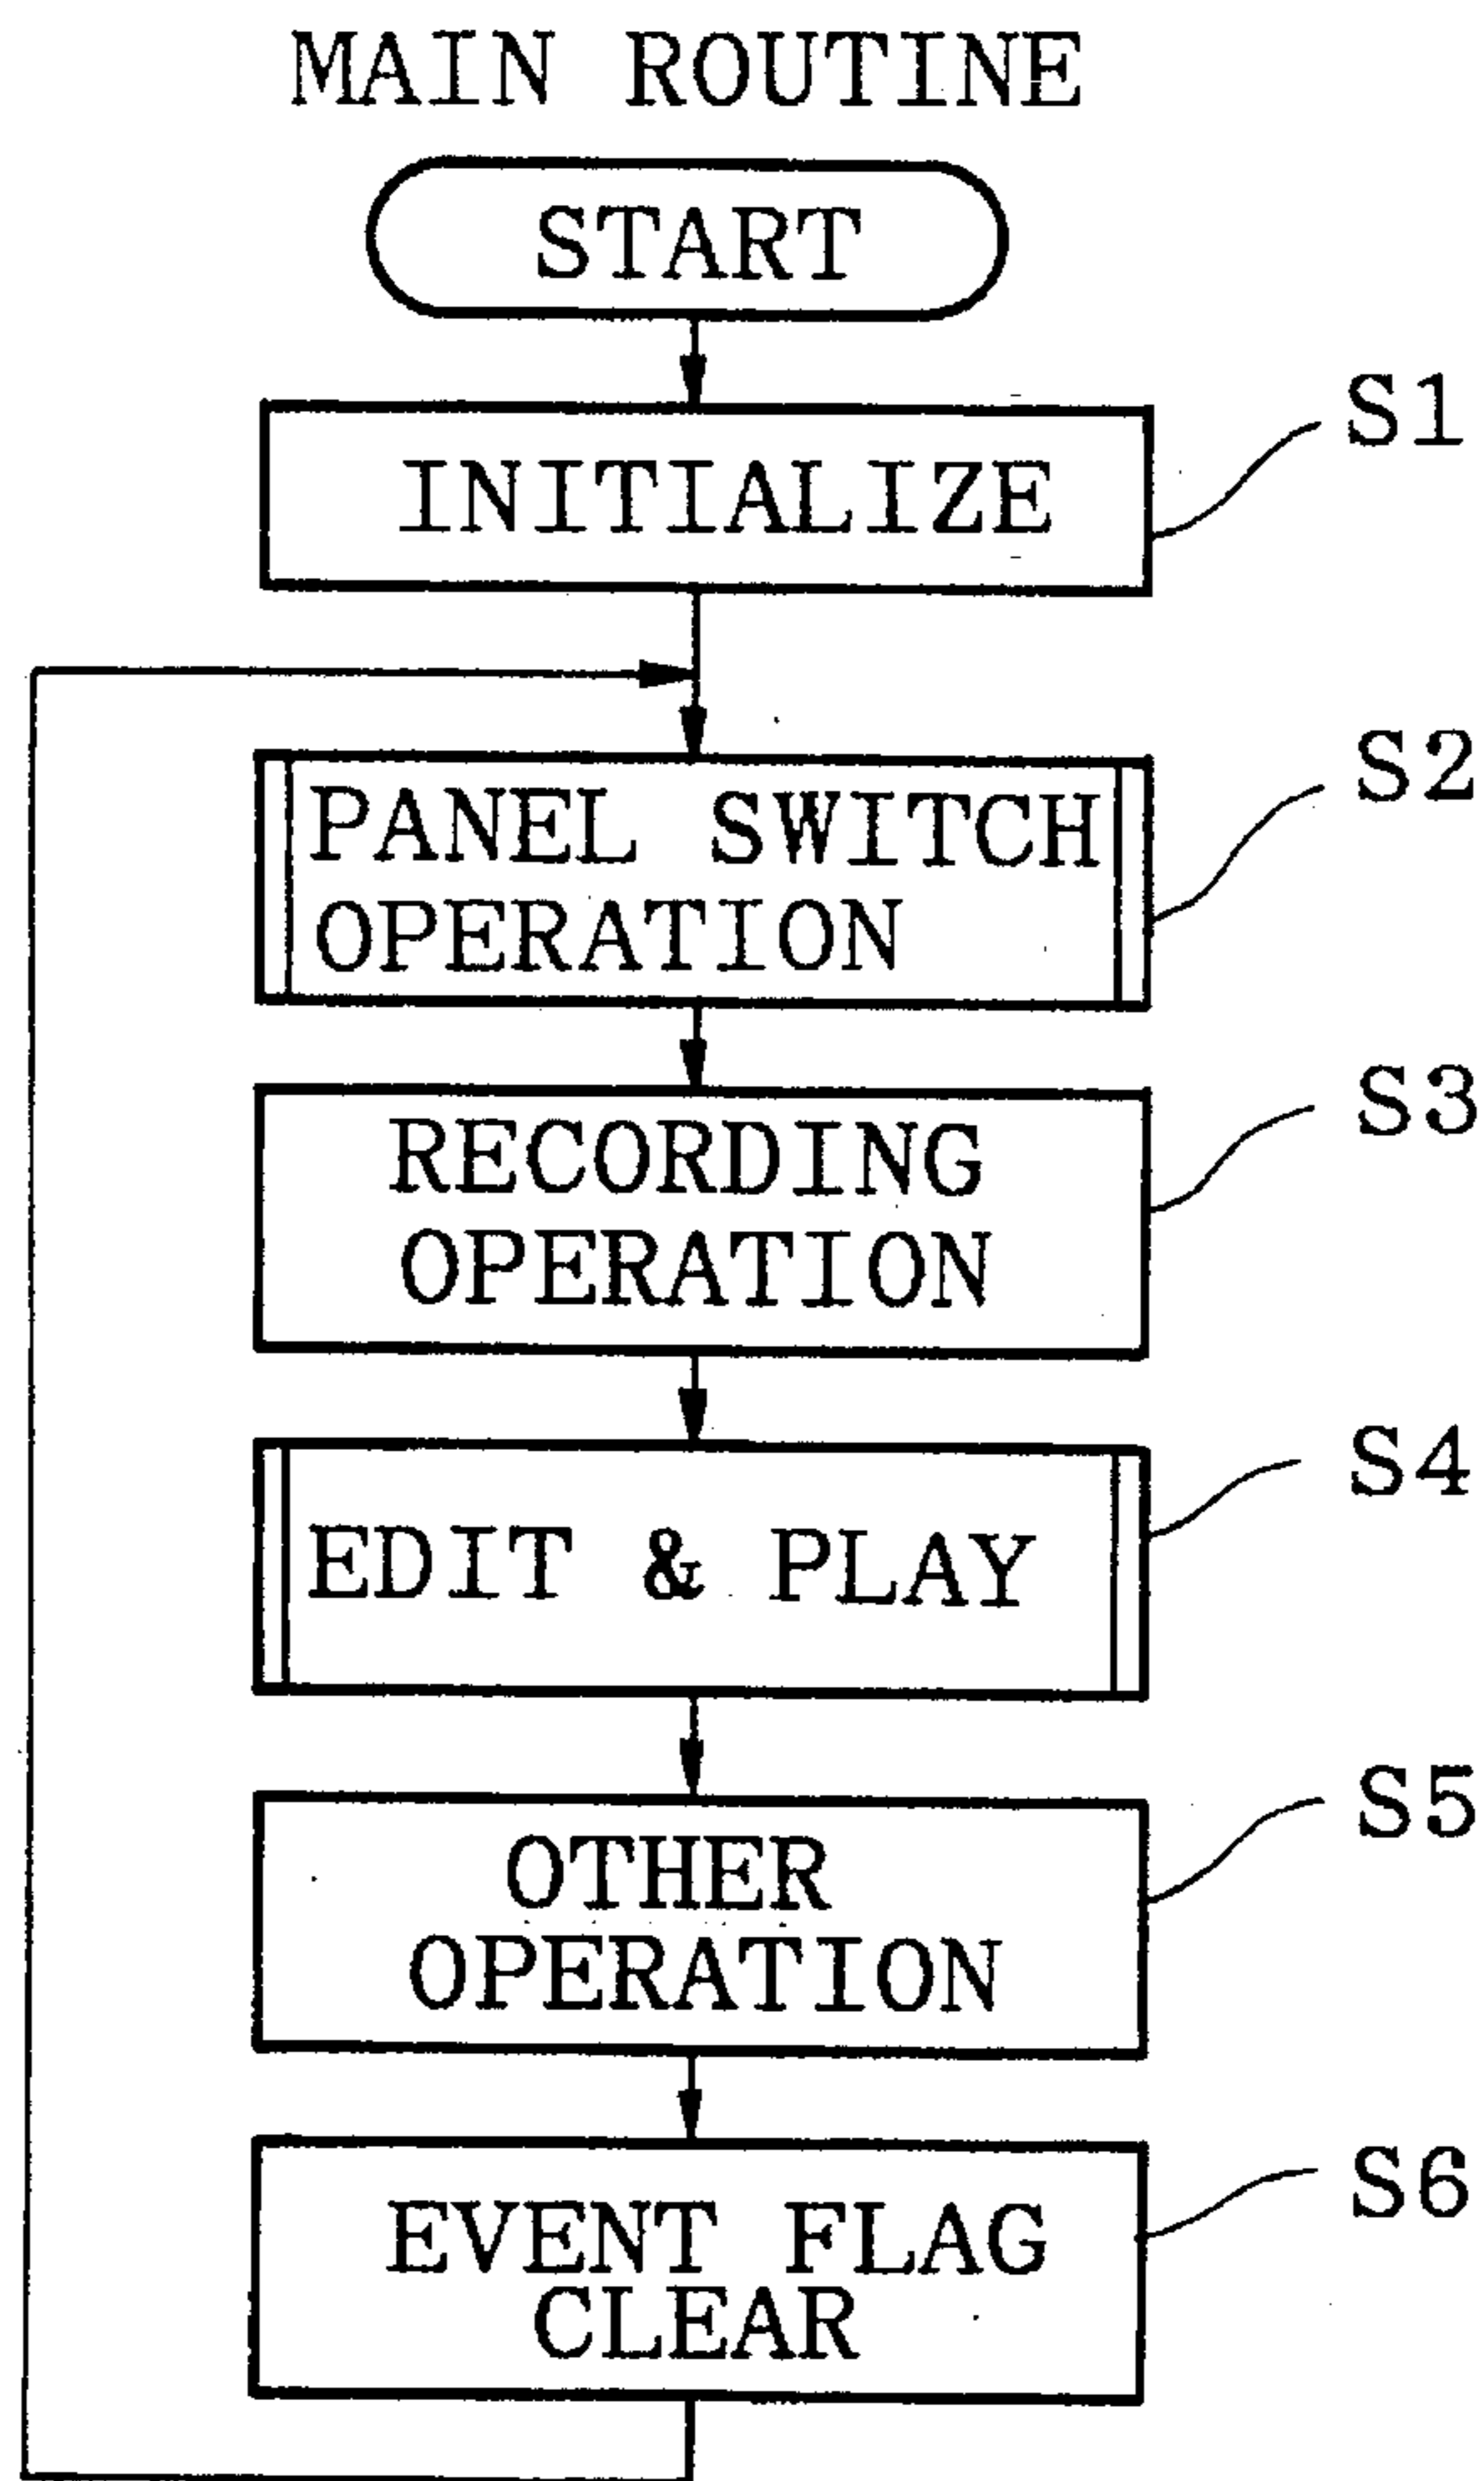 MAIN ROUTINE
START
INITIALIZE
S1
PANEL SWITCH
OPERATION
S2
RECORDING
OPERATION
S3
EDIT & PLAY
S4
OTHER
OPERATION
S5
EVENT FLAG
CLEAR
S6